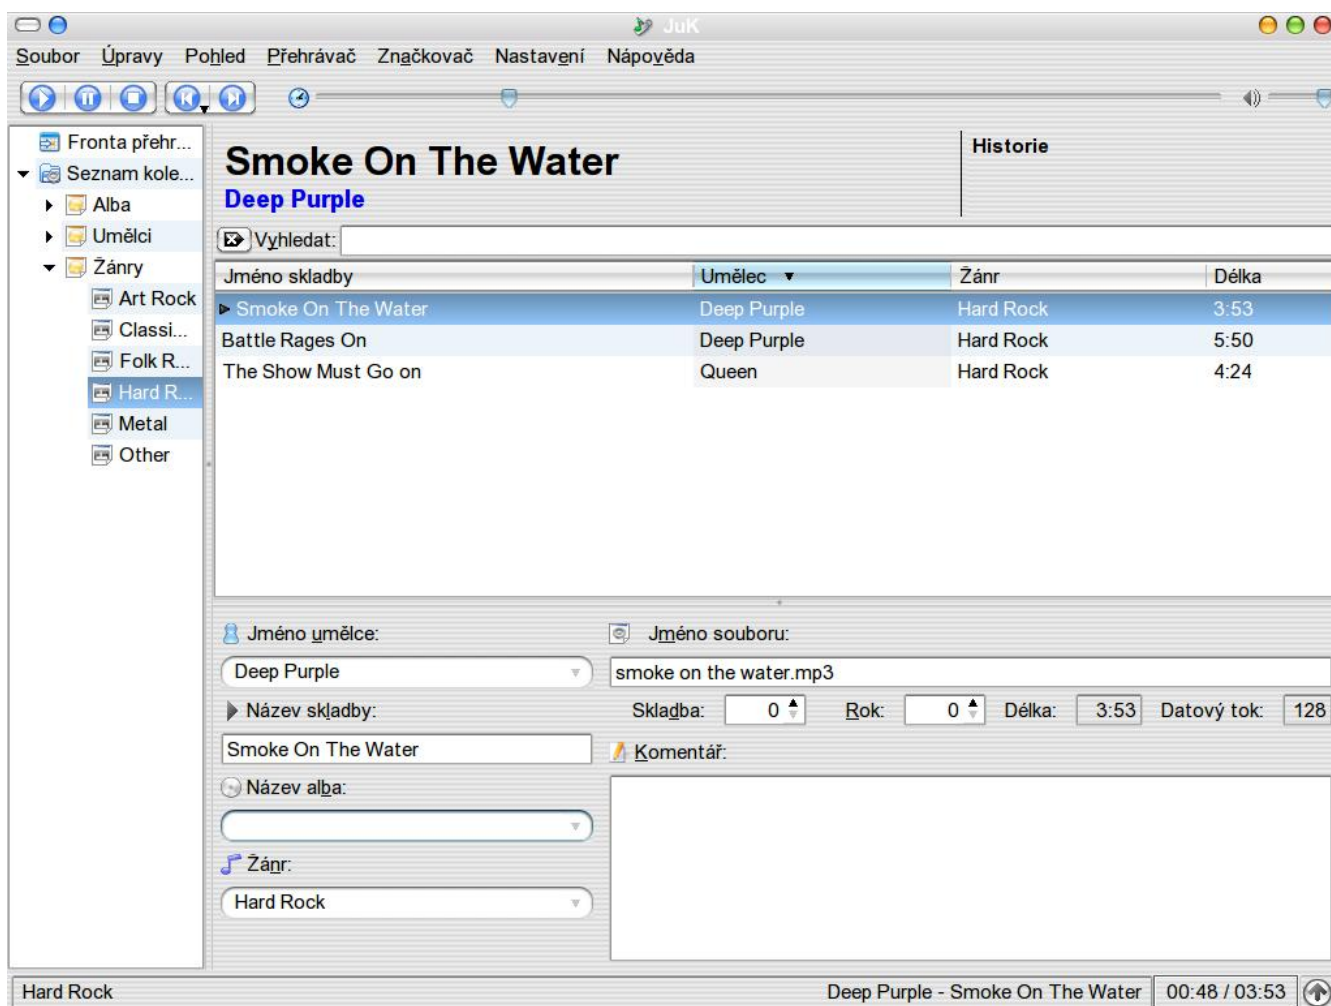 JuK
Soubor Úpravy Pohled Přehrávač Značkovač Nastavení Nápověda
Fronta přehr...
Seznam kole...
Alba
Umělci
Žánry
Art Rock
Classi...
Folk R...
Hard R...
Metal
Other
Smoke On The Water
Deep Purple
Historie
Vyhledat:
Jméno skladby Umělec Žánr Délka
Smoke On The Water Deep Purple Hard Rock 3:53
Battle Rages On Deep Purple Hard Rock 5:50
The Show Must Go on Queen Hard Rock 4:24
Jméno umělce: Jméno souboru:
Deep Purple smoke on the water.mp3
Název skladby: Skladba: 0 Rok: 0 Délka: 3:53 Datový tok: 128
Smoke On The Water Komentář:
Název alba:
Žánr:
Hard Rock
Hard Rock Deep Purple - Smoke On The Water 00:48 / 03:53